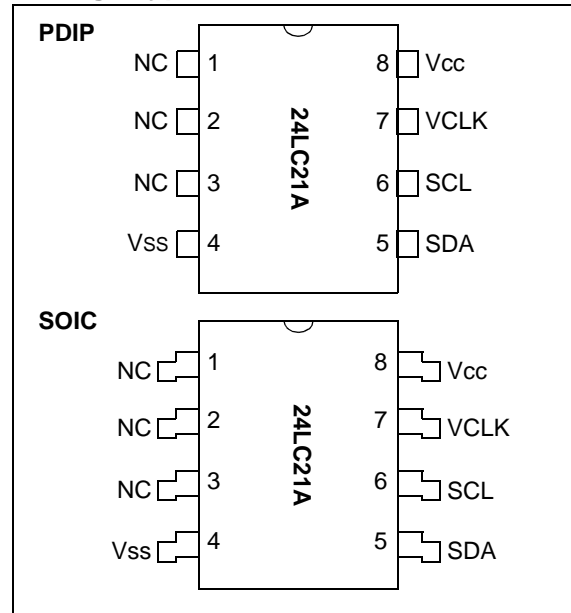 PDIP
NC 1 8 Vcc
NC 2 7 VCLK
NC 3 6 SCL
Vss 4 5 SDA
24LC21A
SOIC
NC 1 8 Vcc
NC 2 7 VCLK
NC 3 6 SCL
Vss 4 5 SDA
24LC21A